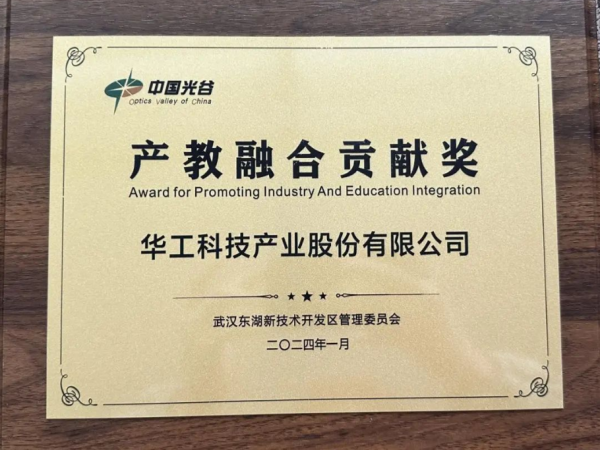 中国光谷
Optics Valley of China
产教融合贡献奖
Award for Promoting Industry And Education Integration
华工科技产业股份有限公司
武汉东湖新技术开发区管理委员会
二〇二四年一月